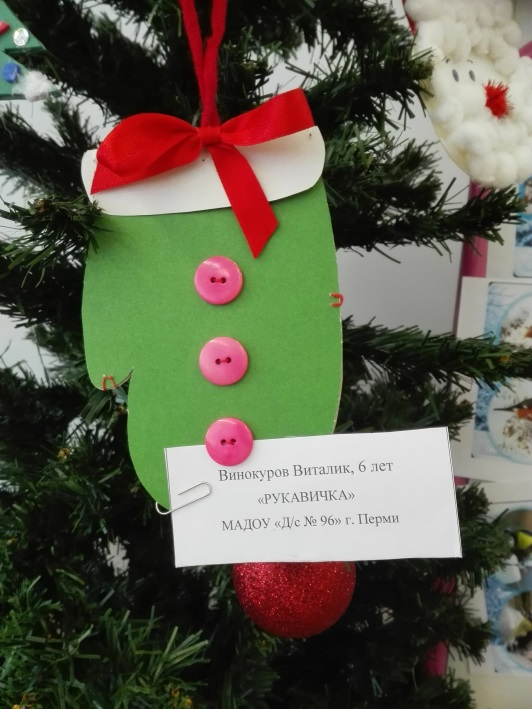 Винокуров Виталик, 6 лет
«РУКАВИЧКА»
МАДОУ «Д/с № 96» г. Перми